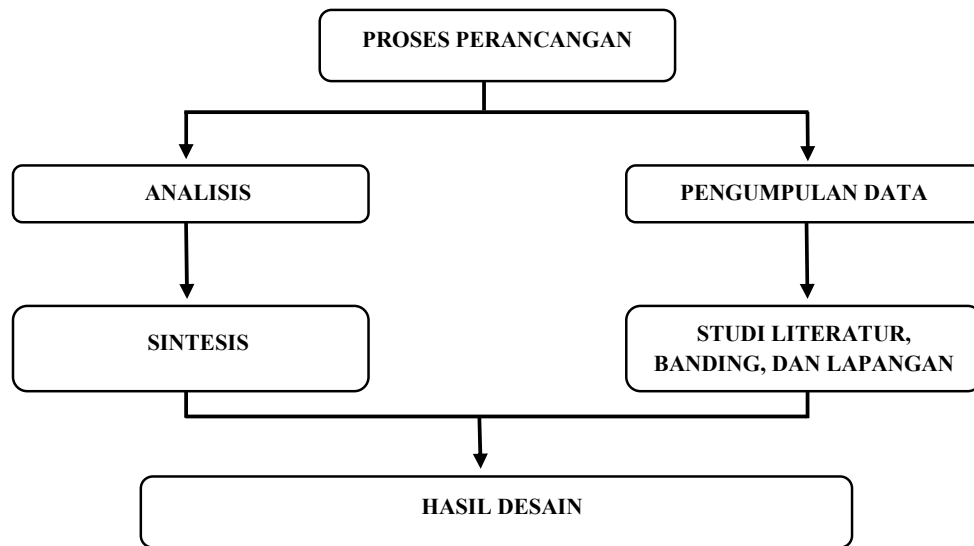 PROSES PERANCANGAN
ANALISIS
PENGUMPULAN DATA
SINTESIS
STUDI LITERATUR,
BANDING, DAN LAPANGAN
HASIL DESAIN